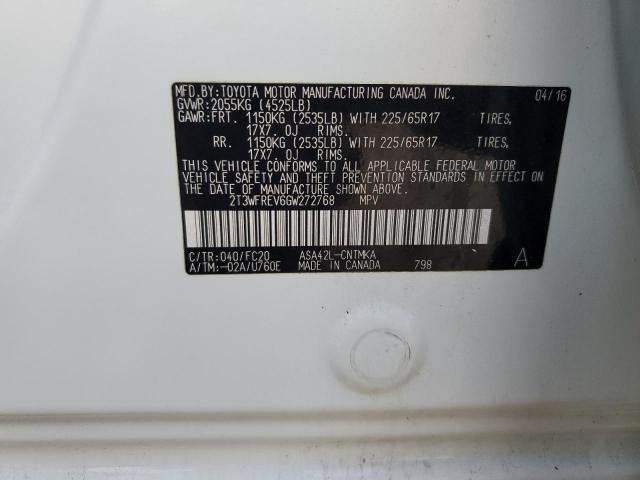 MFD.BY:TOYOTA MOTOR MANUFACTURING CANADA INC. 04/16
GVWR:2055KG (4525LB)
GAWR:FRT. 1150KG (2535LB) WITH 225/65R17 TIRES.
17X7.0J RIMS.
RR. 1150KG (2535LB) WITH 225/65R17 TIRES.
17X7.0J RIMS.
THIS VEHICLE CONFORMS TO ALL APPLICABLE FEDERAL MOTOR
VEHICLE SAFETY AND THEFT PREVENTION STANDARDS IN EFFECT ON
THE DATE OF MANUFACTURE SHOWN ABOVE.
2T3WFREV6GW272768 MPV
C/TR:040/FC20 ASA42L-CNTMKA
A/TM:-02A/U760E MADE IN CANADA 798 A